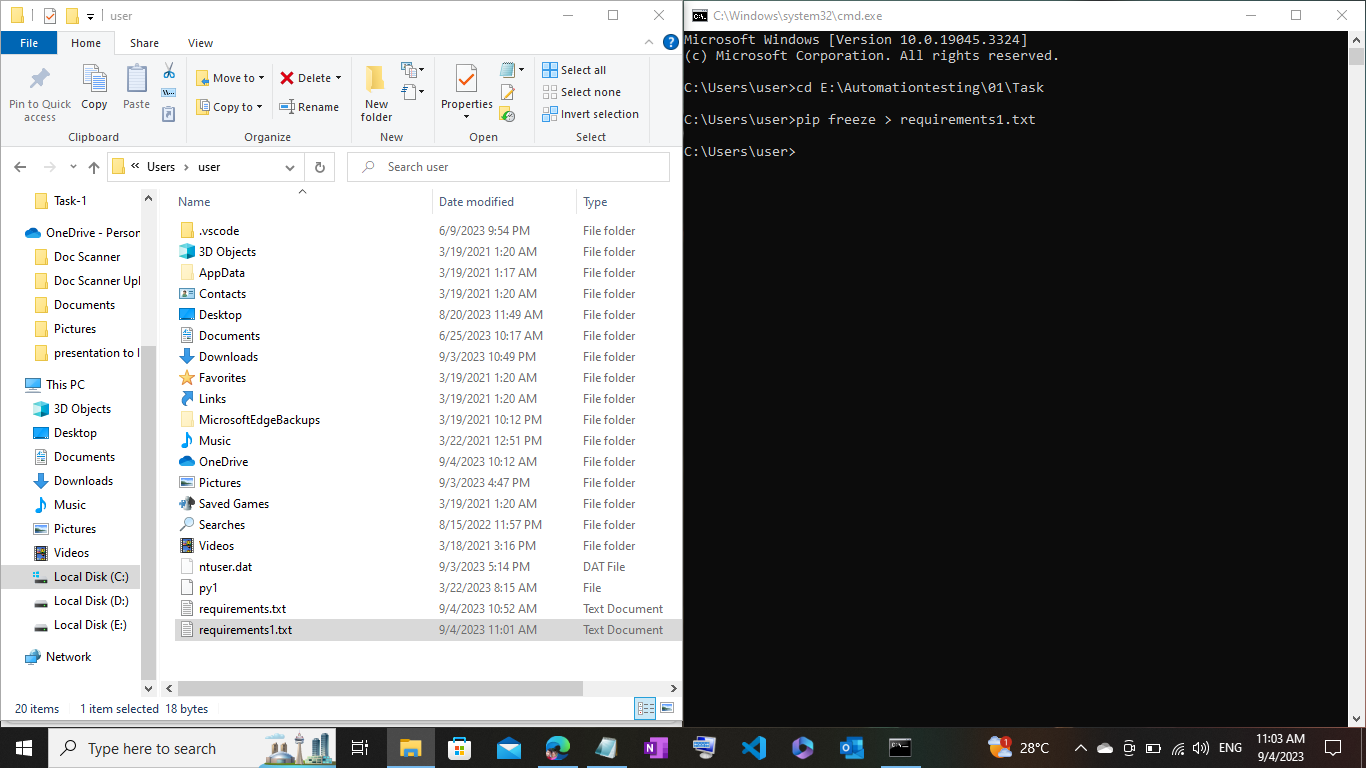 user
C:\Windows\system32\cmd.exe
File Home Share View
Pin to Quick access
Copy
Paste
Move to
Copy to
Delete
Rename
New folder
Properties
Select all
Select none
Invert selection
Clipboard Organize New Open Select
Users > user
Search user
Name Date modified Type
Task-1
OneDrive - Person
Doc Scanner
Doc Scanner Upl
Documents
Pictures
presentation to l
This PC
3D Objects
Desktop
Documents
Downloads
Music
Pictures
Videos
Local Disk (C:)
Local Disk (D:)
Local Disk (E:)
Network
.vscode 6/9/2023 9:54 PM File folder
3D Objects 3/19/2021 1:20 AM File folder
AppData 3/19/2021 1:17 AM File folder
Contacts 3/19/2021 1:20 AM File folder
Desktop 8/20/2023 11:49 AM File folder
Documents 6/25/2023 10:17 AM File folder
Downloads 9/3/2023 10:49 PM File folder
Favorites 3/19/2021 1:20 AM File folder
Links 3/19/2021 1:20 AM File folder
MicrosoftEdgeBackups 3/19/2021 10:12 PM File folder
Music 3/22/2021 12:51 PM File folder
OneDrive 9/4/2023 10:12 AM File folder
Pictures 9/3/2023 4:47 PM File folder
Saved Games 3/19/2021 1:20 AM File folder
Searches 8/15/2022 11:57 PM File folder
Videos 3/18/2021 3:16 PM File folder
ntuser.dat 9/3/2023 5:14 PM DAT File
py1 3/22/2023 8:15 AM File
requirements.txt 9/4/2023 10:52 AM Text Document
requirements1.txt 9/4/2023 11:01 AM Text Document
20 items 1 item selected 18 bytes
Microsoft Windows [Version 10.0.19045.3324]
(c) Microsoft Corporation. All rights reserved.
C:\Users\user>cd E:\Automationtesting\01\Task
C:\Users\user>pip freeze > requirements1.txt
C:\Users\user>
Type here to search
28°C
ENG
11:03 AM
9/4/2023